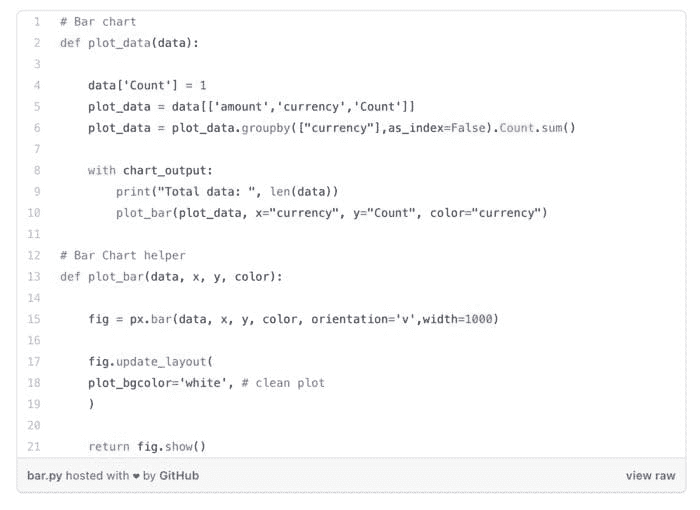 1 # Bar chart
2 def plot_data(data):
3
4 data['Count'] = 1
5 plot_data = data[['amount','currency','Count']]
6 plot_data = plot_data.groupby(["currency"],as_index=False).Count.sum()
7
8 with chart_output:
9 print("Total data: ", len(data))
10 plot_bar(plot_data, x="currency", y="Count", color="currency")
11
12 # Bar Chart helper
13 def plot_bar(data, x, y, color):
14
15 fig = px.bar(data, x, y, color, orientation='v',width=1000)
16
17 fig.update_layout(
18 plot_bgcolor='white', # clean plot
19 )
20
21 return fig.show()
bar.py hosted with ❤ by GitHub view raw